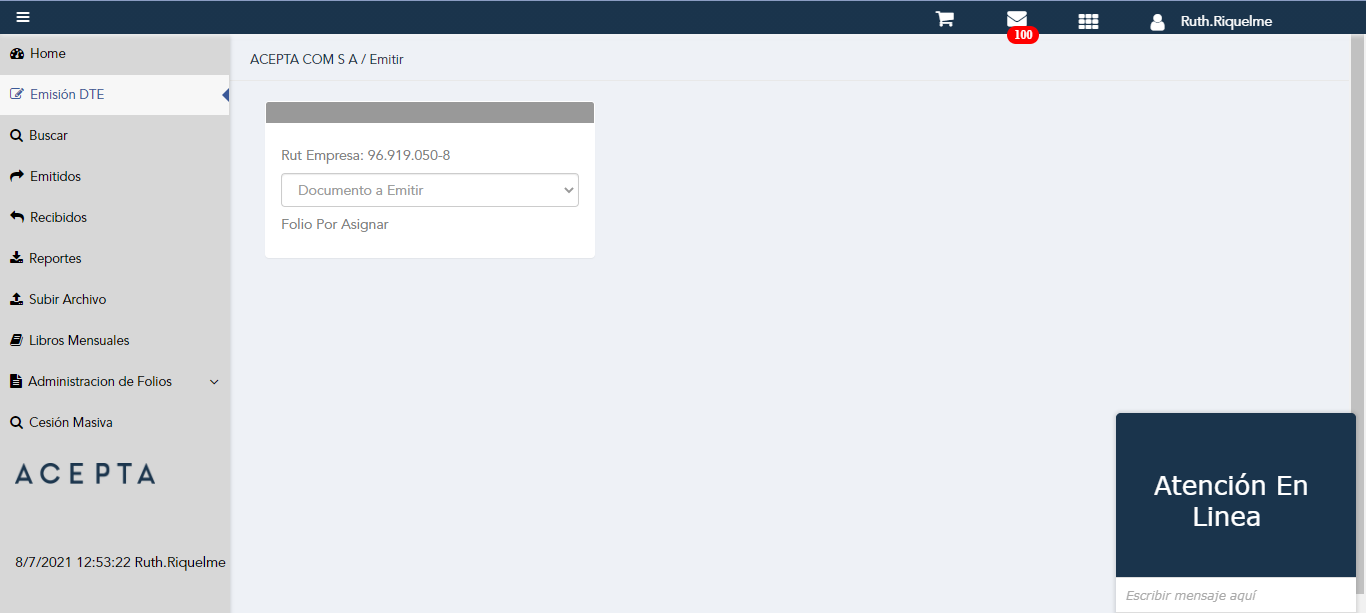 100
Ruth.Riquelme
Home
Emisión DTE
Buscar
Emitidos
Recibidos
Reportes
Subir Archivo
Libros Mensuales
Administracion de Folios
Cesión Masiva
ACEPTA
8/7/2021 12:53:22 Ruth.Riquelme
ACEPTA COM S A / Emitir
Rut Empresa: 96.919.050-8
Documento a Emitir
Folio Por Asignar
Atención En
Linea
Escribir mensaje aquí